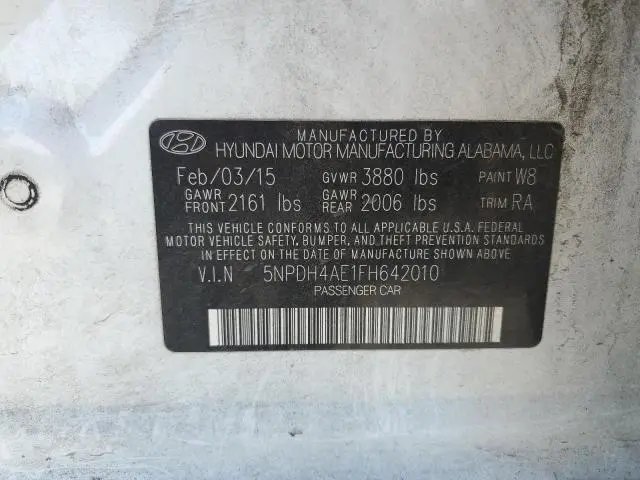 MANUFACTURED BY
HYUNDAI MOTOR MANUFACTURING ALABAMA, LLC
Feb/03/15 GVWR 3880 lbs PAINT W8
GAWR FRONT 2161 lbs GAWR REAR 2006 lbs TRIM RA
THIS VEHICLE CONFORMS TO ALL APPLICABLE U.S.A. FEDERAL
MOTOR VEHICLE SAFETY, BUMPER, AND THEFT PREVENTION STANDARDS
IN EFFECT ON THE DATE OF MANUFACTURE SHOWN ABOVE
V.I.N 5NPDH4AE1FH642010
PASSENGER CAR